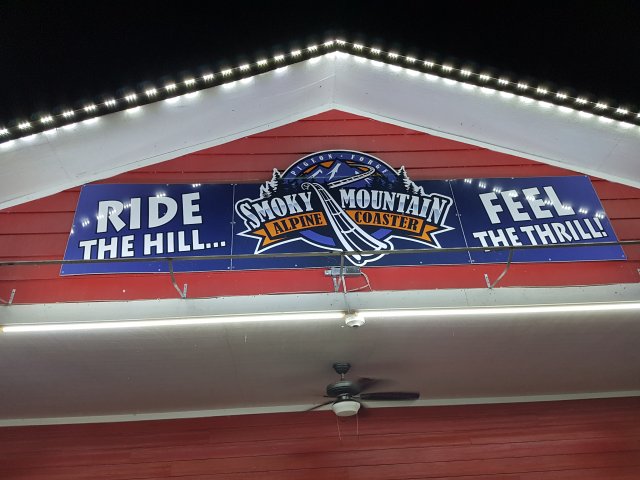 RIDE
THE HILL...
PIGEON · FORGE
SMOKY MOUNTAIN
ALPINE COASTER
FEEL
THE THRILL!